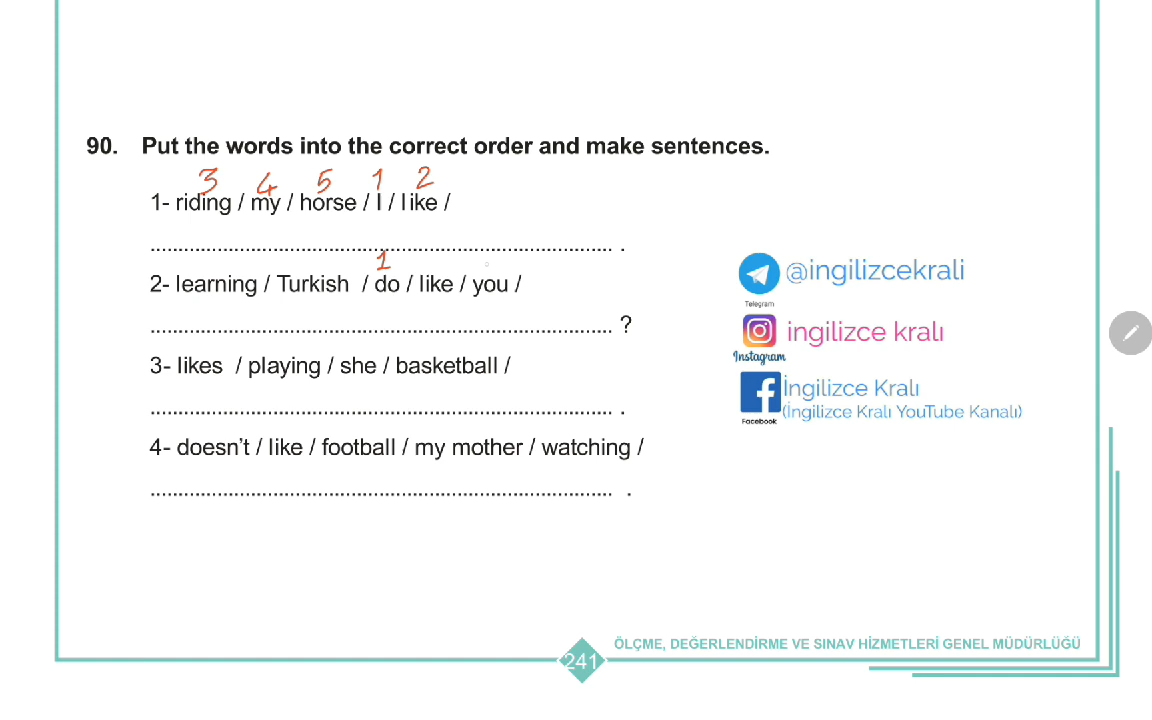 90. Put the words into the correct order and make sentences.
3 4 5 1 2
1- riding / my / horse / I / like /
................................................................................ .
1
2- learning / Turkish / do / like / you /
................................................................................ ?
3- likes / playing / she / basketball /
................................................................................ .
4- doesn't / like / football / my mother / watching /
................................................................................ .
@ingilizcekrali
Telegram
ingilizce kralı
Instagram
İngilizce Kralı
(İngilizce Kralı YouTube Kanalı)
Facebook
ÖLÇME, DEĞERLENDİRME VE SINAV HİZMETLERİ GENEL MÜDÜRLÜĞÜ
241